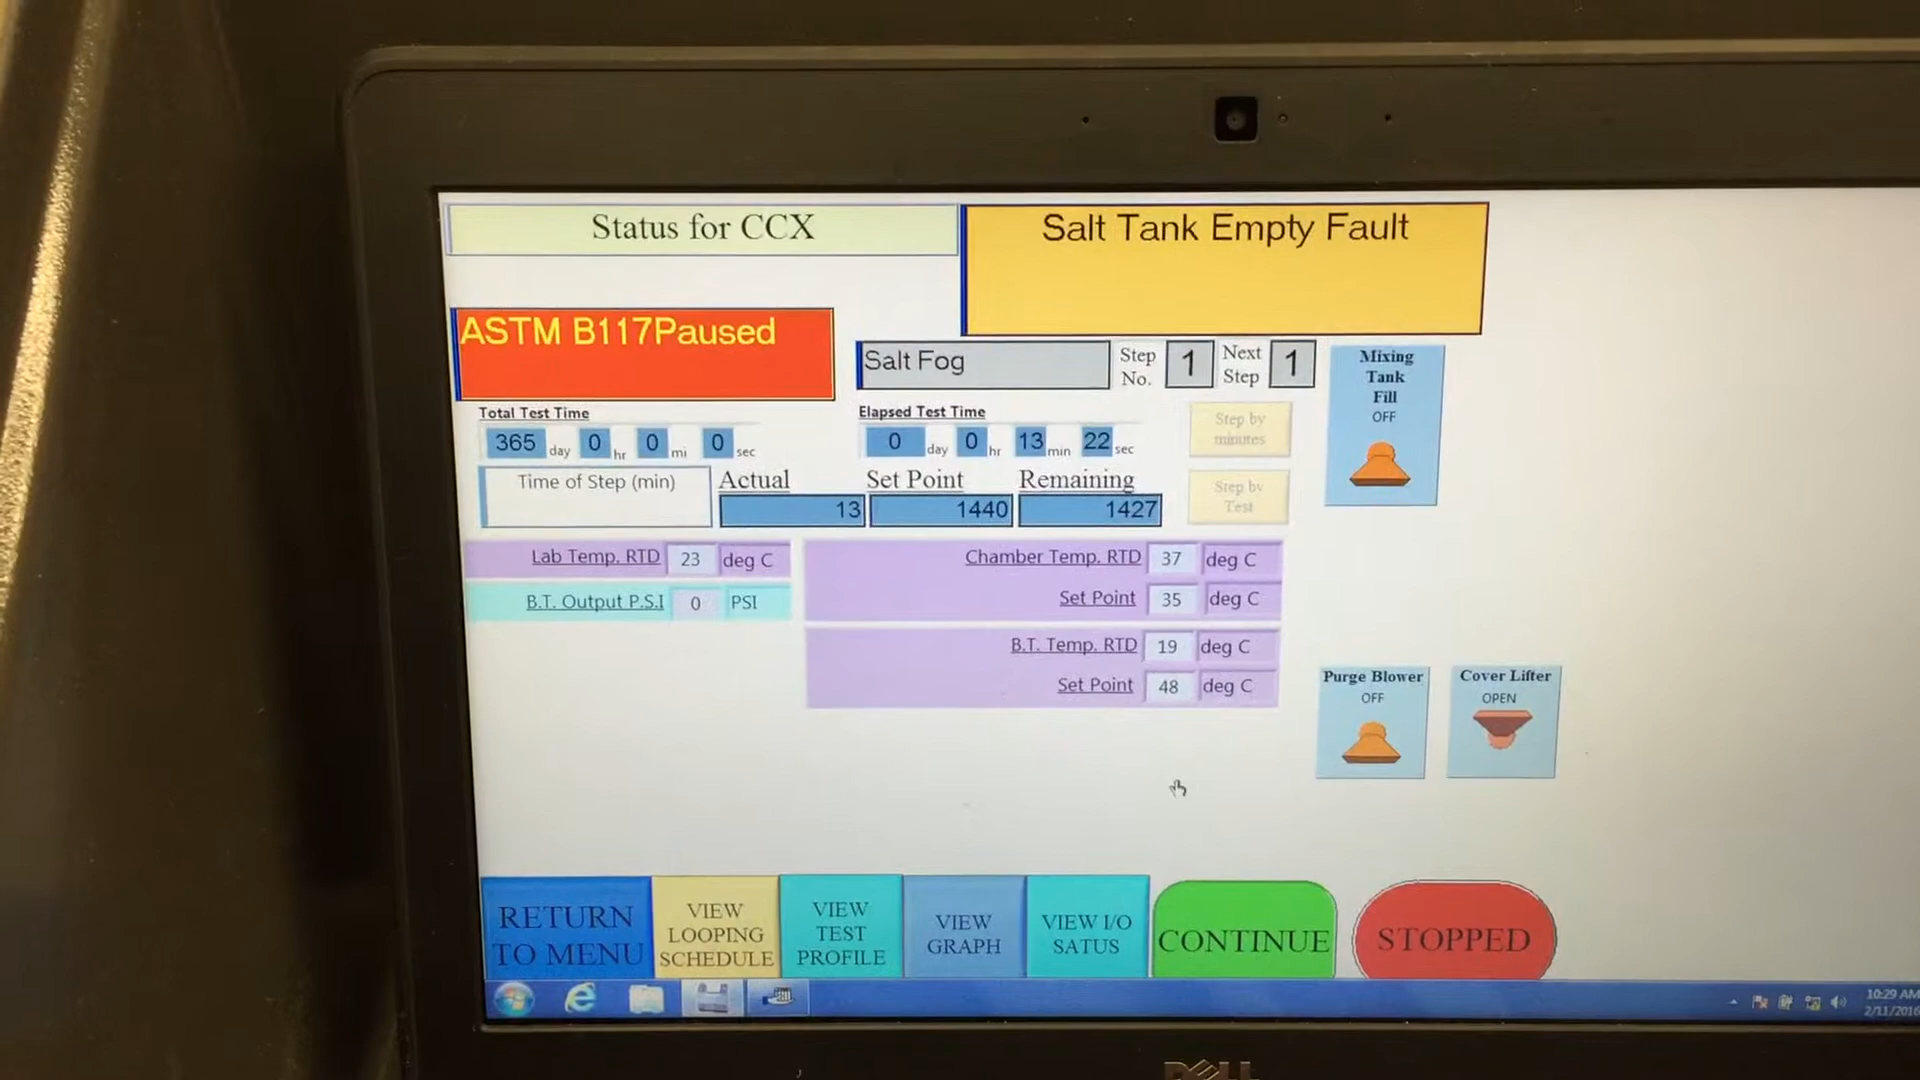 Status for CCX
Salt Tank Empty Fault
ASTM B117Paused
Salt Fog
Step No.
1
Next Step
1
Mixing
Tank
Fill
OFF
Total Test Time
365 day 0 hr 0 mi 0 sec
Elapsed Test Time
0 day 0 hr 13 min 22 sec
Step by
minutes
Time of Step (min)
Actual
Set Point
Remaining
13
1440
1427
Step by
Test
Lab Temp. RTD 23 deg C
B.T. Output P.S.I 0 PSI
Chamber Temp. RTD 37 deg C
Set Point 35 deg C
B.T. Temp. RTD 19 deg C
Set Point 48 deg C
Purge Blower
OFF
Cover Lifter
OPEN
RETURN
TO MENU
VIEW
LOOPING
SCHEDULE
VIEW
TEST
PROFILE
VIEW
GRAPH
VIEW I/O
SATUS
CONTINUE
STOPPED
10:29 AM
2/11/2016
DELL